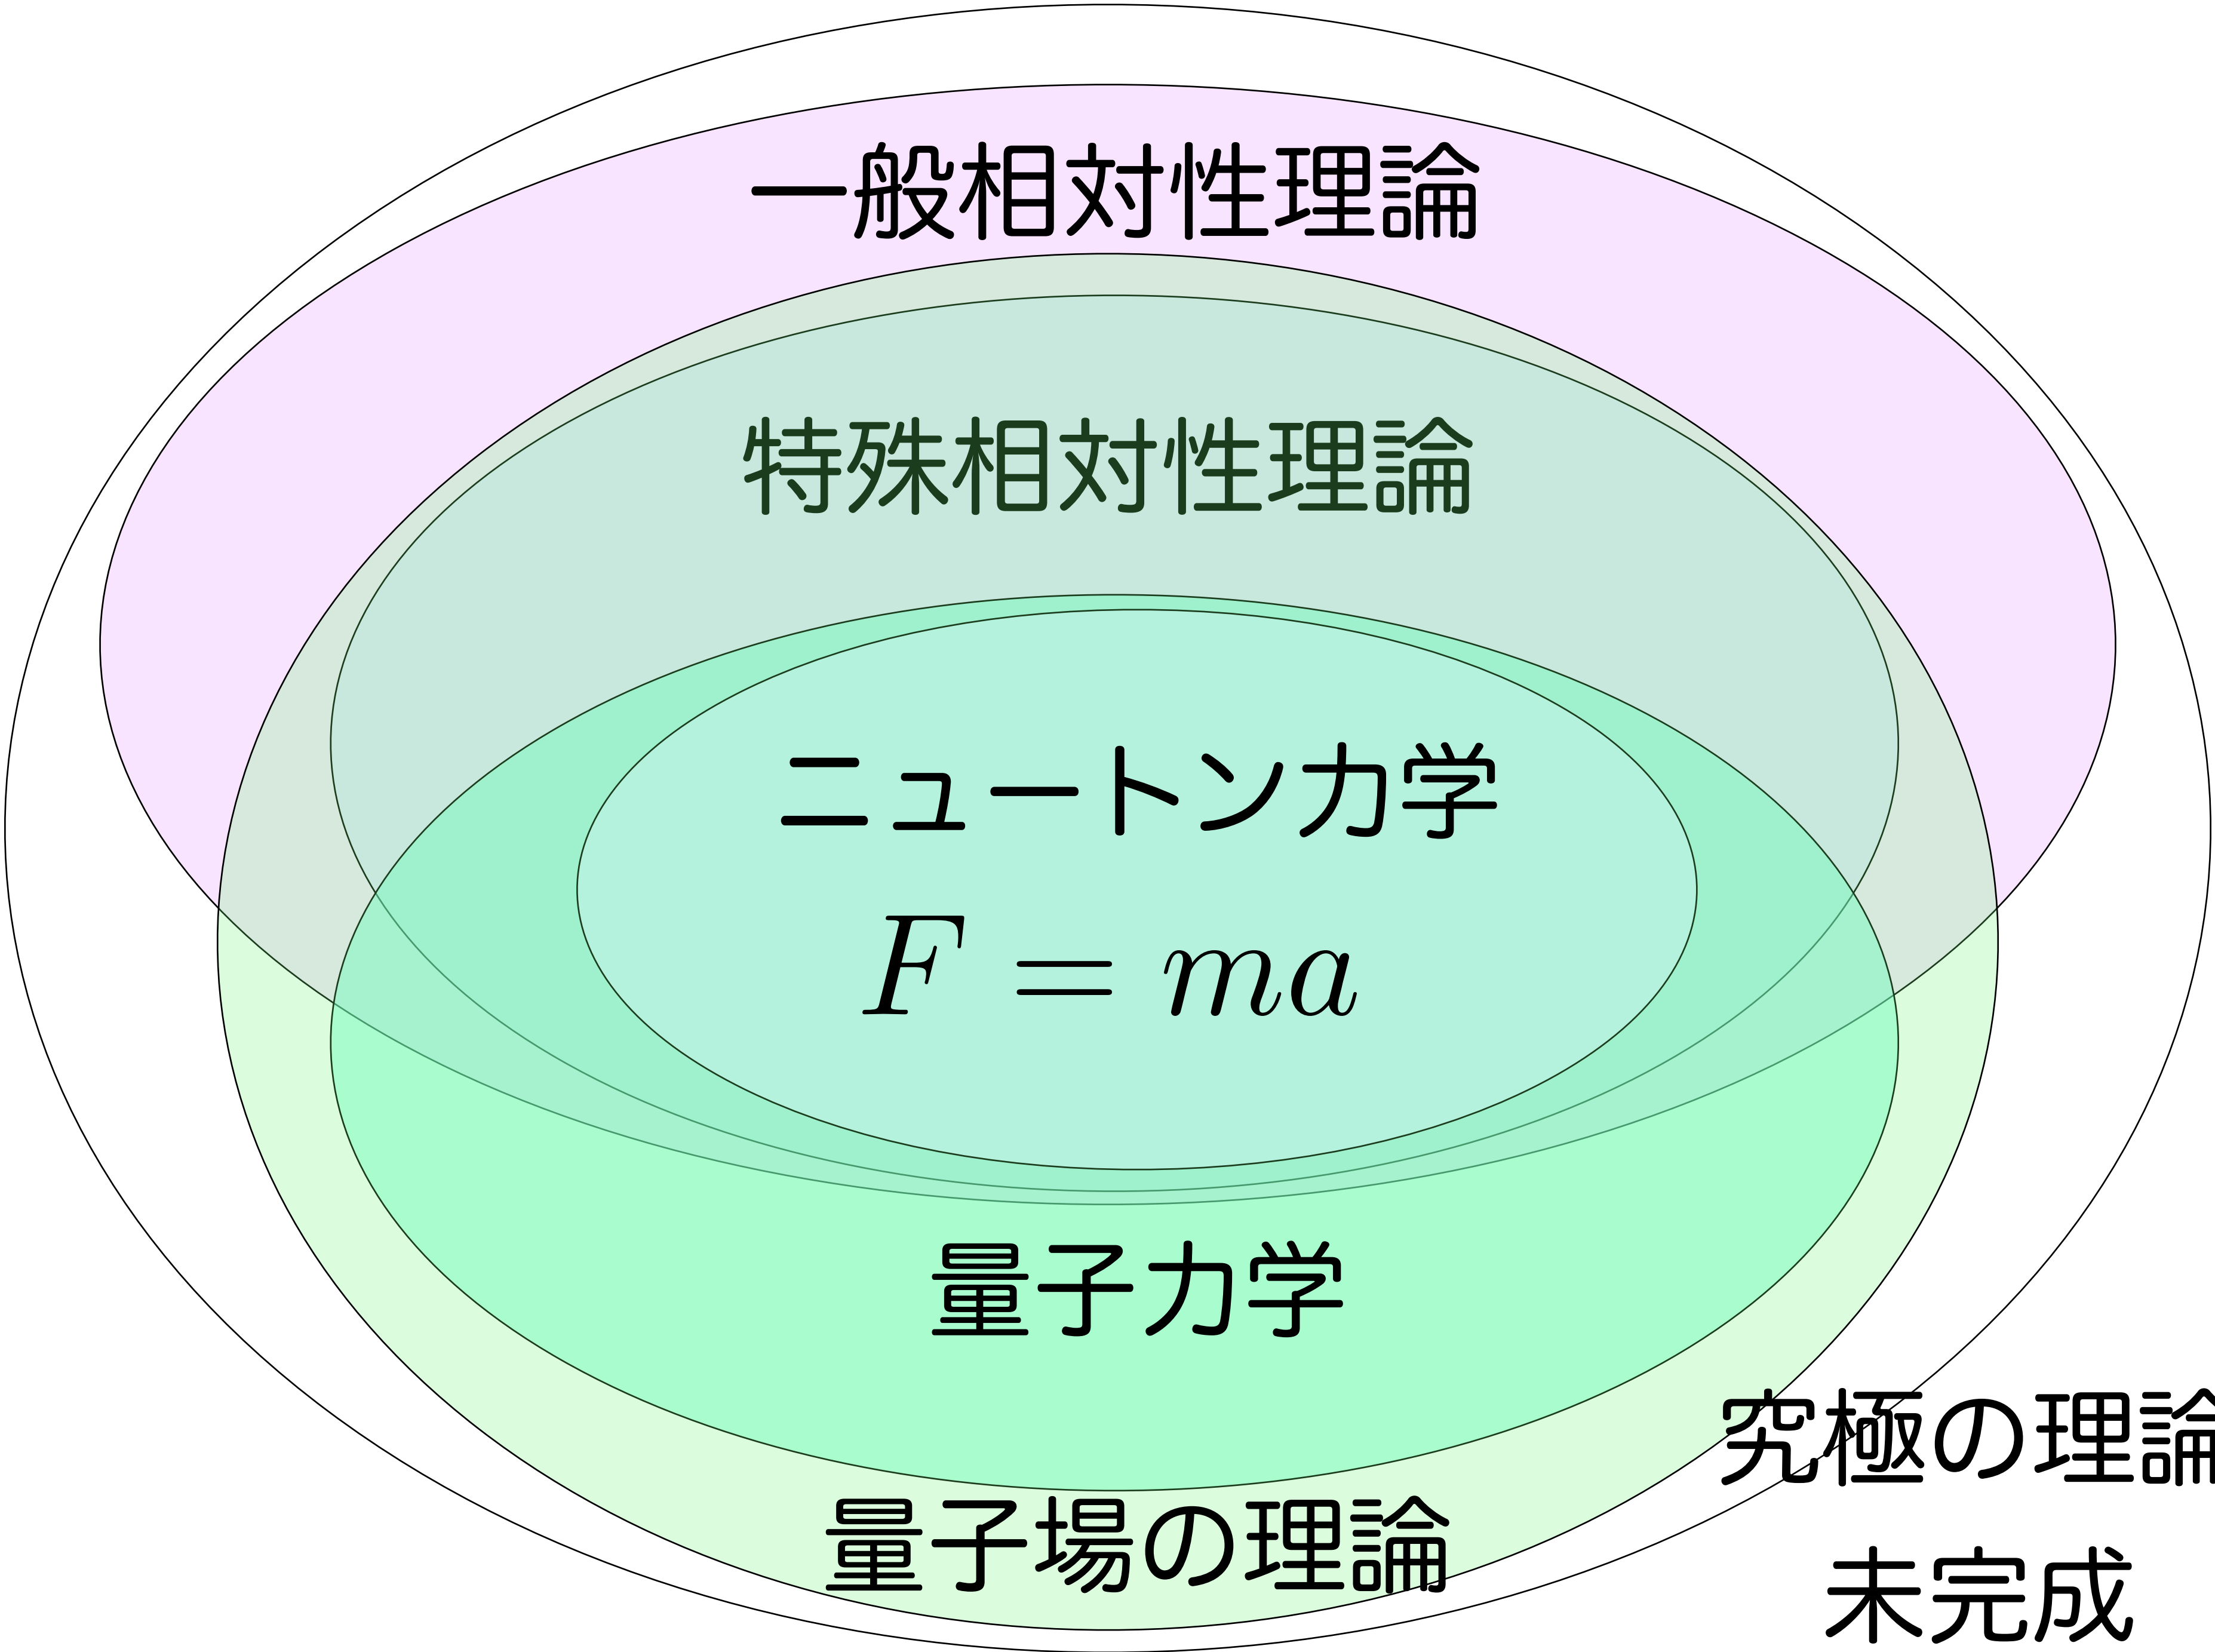 一般相対性理論
特殊相対性理論
ニュートン力学
F = ma
量子力学
究極の理論
量子場の理論
未完成